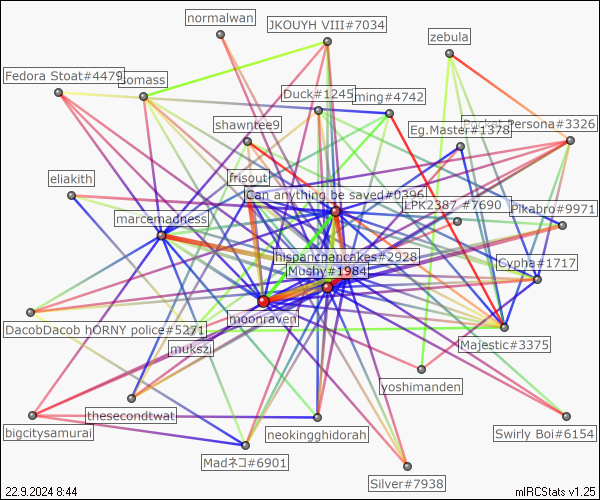 normalwan
JKOUYH VIII#7034
zebula
Fedora Stoat#4479
omass
Duck#1245
ming#4742
shawntee9
Eg.Master#1378
Pocket Persona#3326
eliakith
frisout
Can anything be saved#0396
LPK2387 #7690
Pikabro#9971
marcemadness
hispanicpancakes#2928
Mushy#1984
Cypha#1717
moonraven
DacobDacob hORNY police#5271
mukszi
Majestic#3375
yoshimanden
thesecondtwat
bigcitysamurai
neokingghidorah
Swirly Boi#6154
Madネコ#6901
Silver#7938
22.9.2024 8:44
mIRCStats v1.25